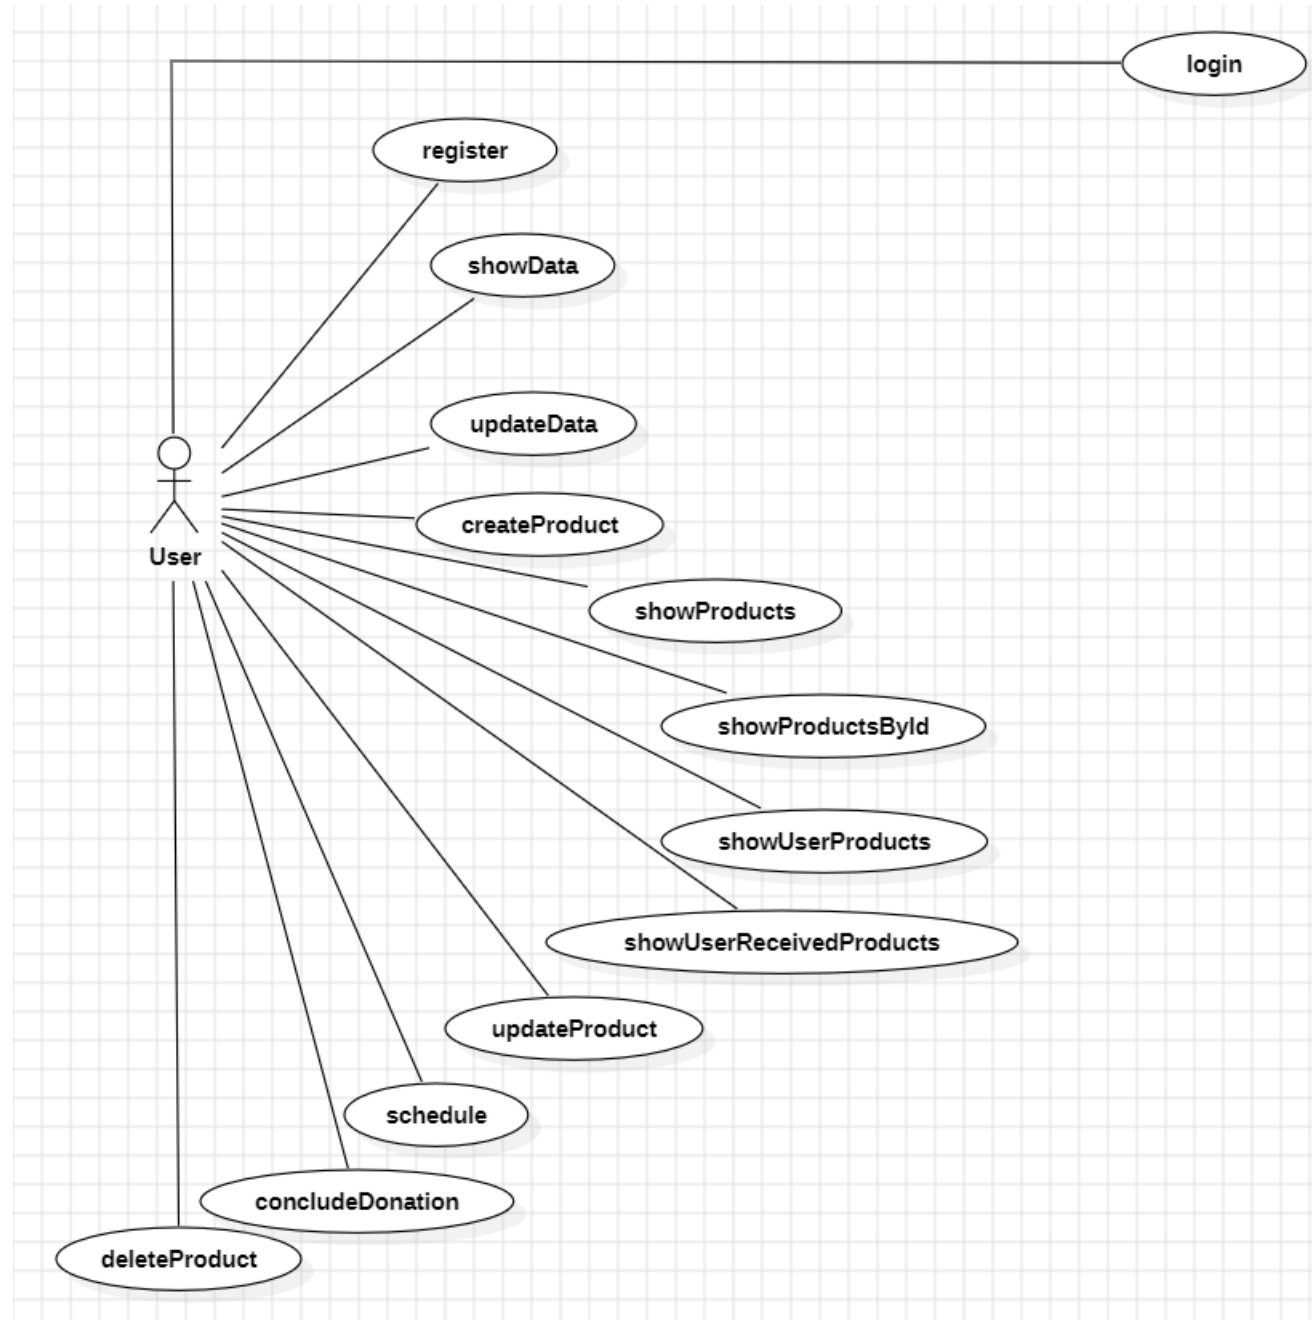 login
register
showData
updateData
createProduct
User
showProducts
showProductsById
showUserProducts
showUserReceivedProducts
updateProduct
schedule
concludeDonation
deleteProduct